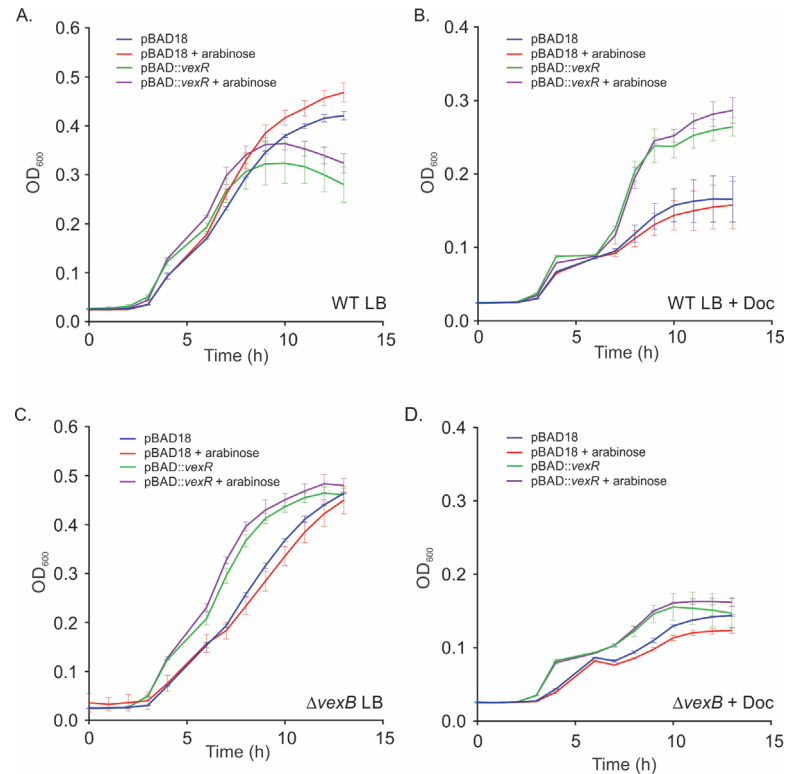 A.
pBAD18
pBAD18 + arabinose
pBAD::vexR
pBAD::vexR + arabinose
0.6
0.5
0.4
0.3
0.2
0.1
0.0
OD600
WT LB
0 5 10 15
Time (h)
B.
pBAD18
pBAD18 + arabinose
pBAD::vexR
pBAD::vexR + arabinose
0.4
0.3
0.2
0.1
0.0
OD600
WT LB + Doc
0 5 10 15
Time (h)
C.
pBAD18
pBAD18 + arabinose
pBAD::vexR
pBAD::vexR + arabinose
0.6
0.5
0.4
0.3
0.2
0.1
0.0
OD600
ΔvexB LB
0 5 10 15
Time (h)
D.
pBAD18
pBAD18 + arabinose
pBAD::vexR
pBAD::vexR + arabinose
0.4
0.3
0.2
0.1
0.0
OD600
ΔvexB + Doc
0 5 10 15
Time (h)